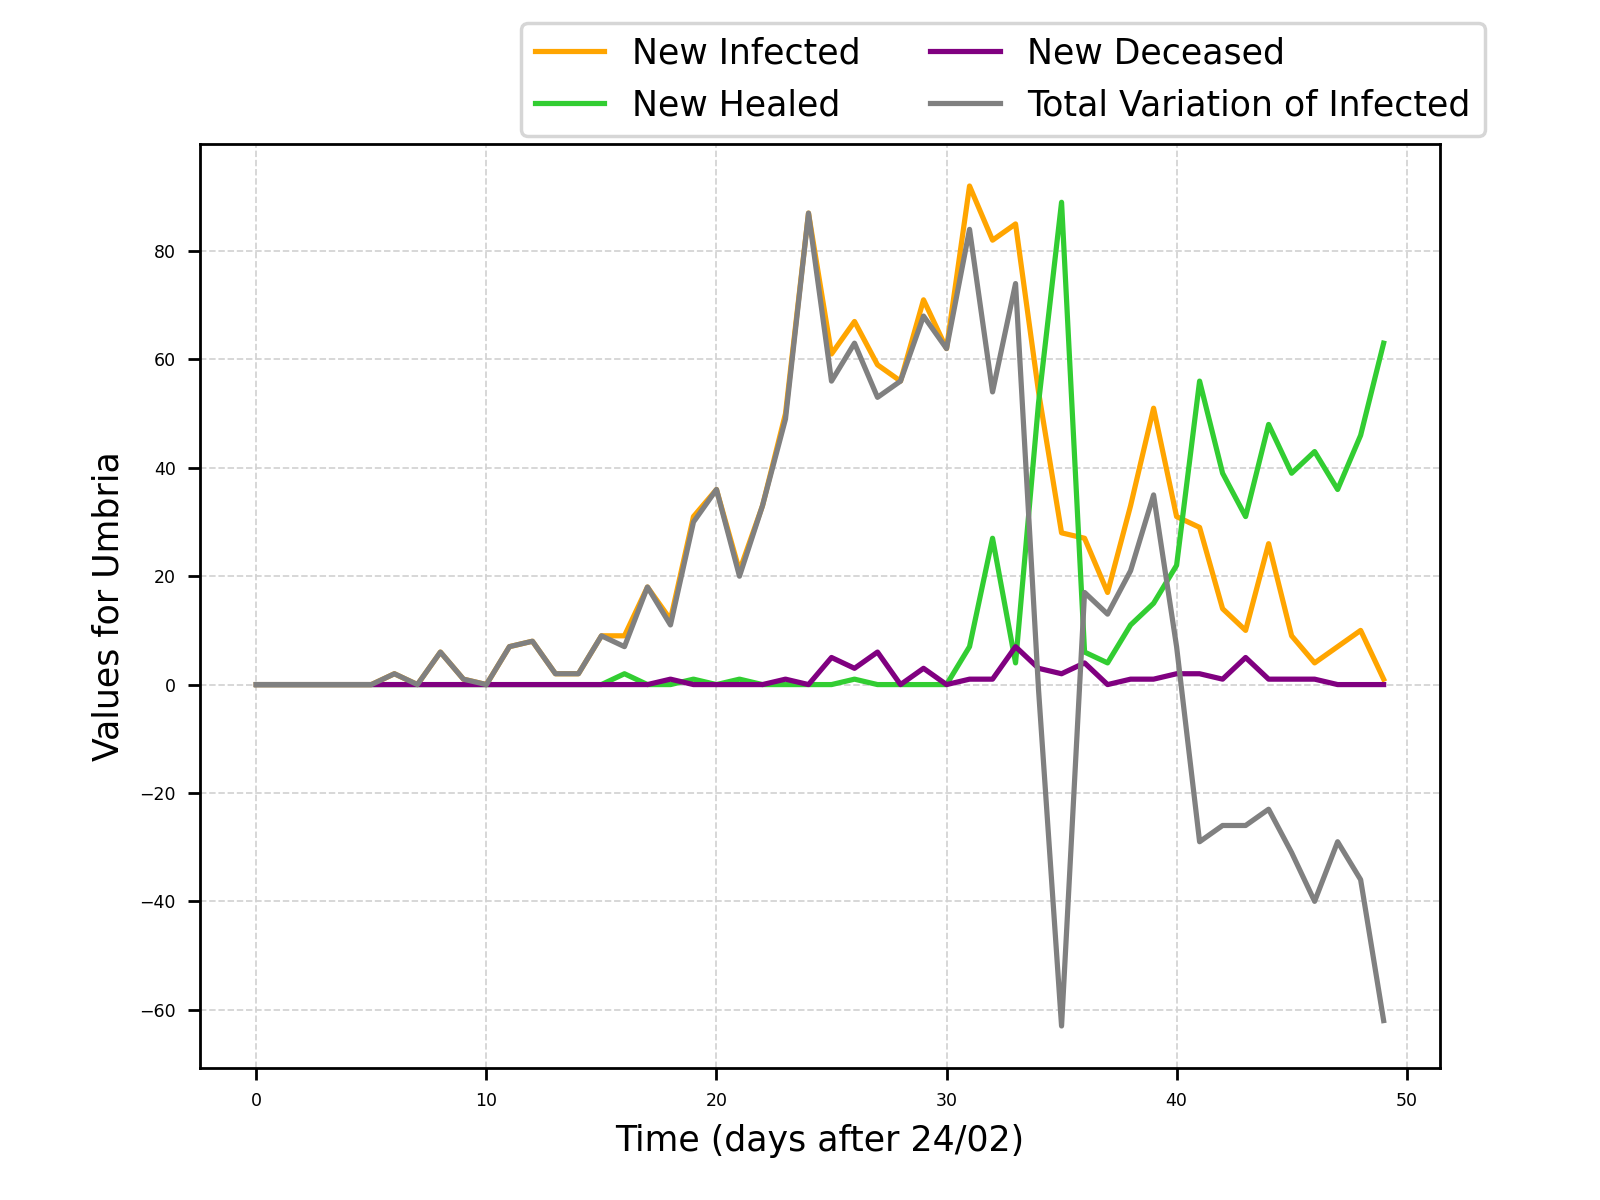 New Infected
New Healed
New Deceased
Total Variation of Infected
Values for Umbria
80
60
40
20
0
−20
−40
−60
0 10 20 30 40 50
Time (days after 24/02)